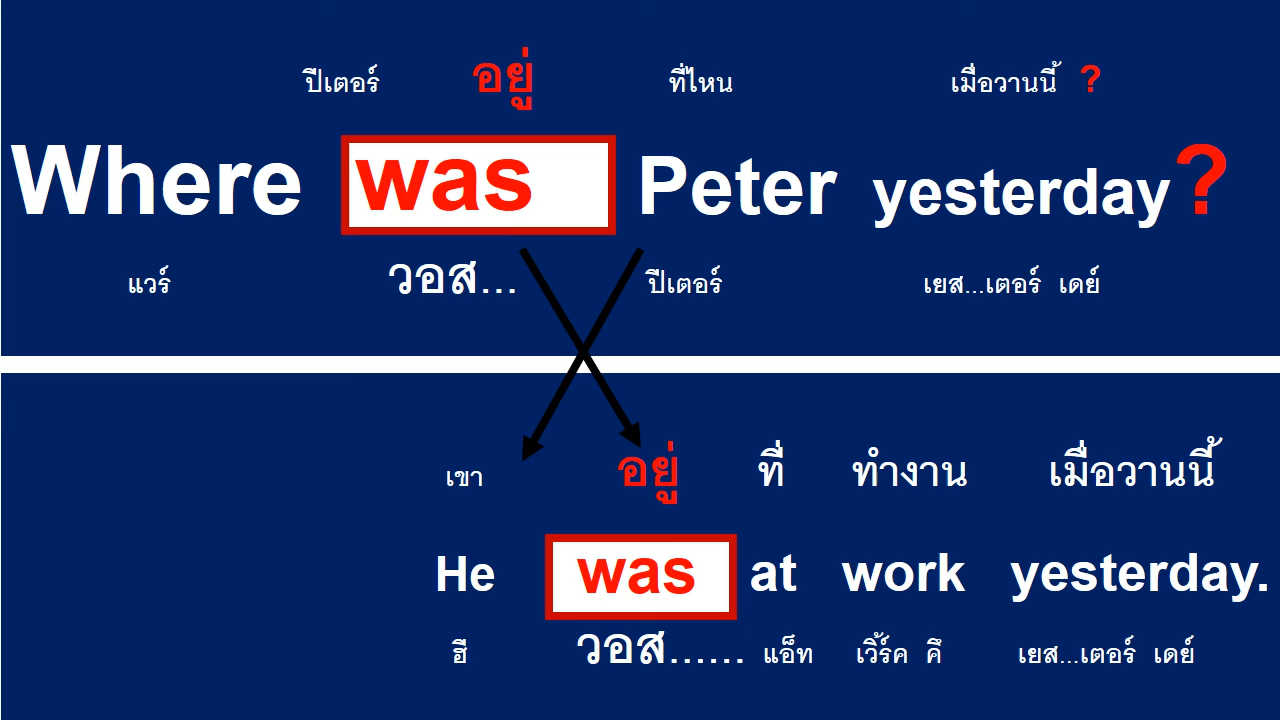 ปีเตอร์ อยู่ ที่ไหน เมื่อวานนี้ ?
Where was Peter yesterday?
แวร์ วอส... ปีเตอร์ เยส...เตอร์ เดย์
เขา อยู่ ที่ ทำงาน เมื่อวานนี้
He was at work yesterday.
ฮี วอส...... แอ็ท เวิ้ร์ค คึ เยส...เตอร์ เดย์